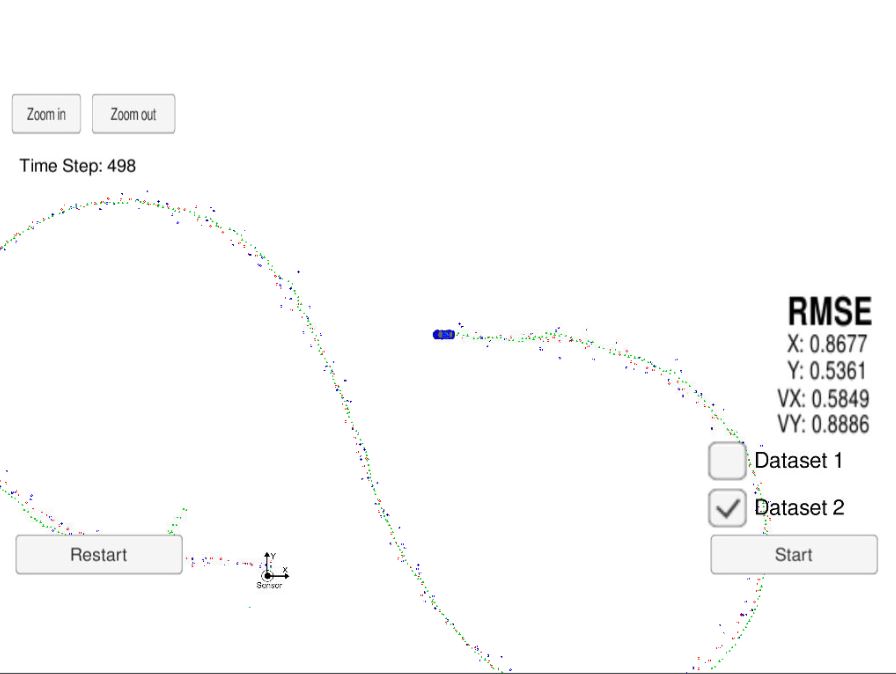 Zoom in
Zoom out
Time Step: 498
RMSE
X: 0.8677
Y: 0.5361
VX: 0.5849
VY: 0.8886
Dataset 1
Dataset 2
Restart
Start
Y
X
Sensor